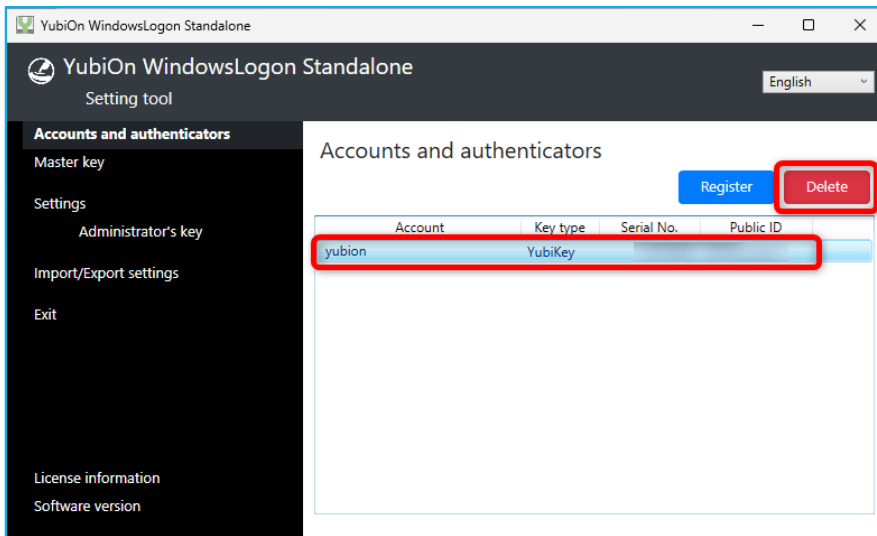 YubiOn WindowsLogon Standalone
YubiOn WindowsLogon Standalone
Setting tool
English
Accounts and authenticators
Master key
Settings
Administrator's key
Import/Export settings
Exit
License information
Software version
Accounts and authenticators
Register Delete
Account Key type Serial No. Public ID
yubion YubiKey